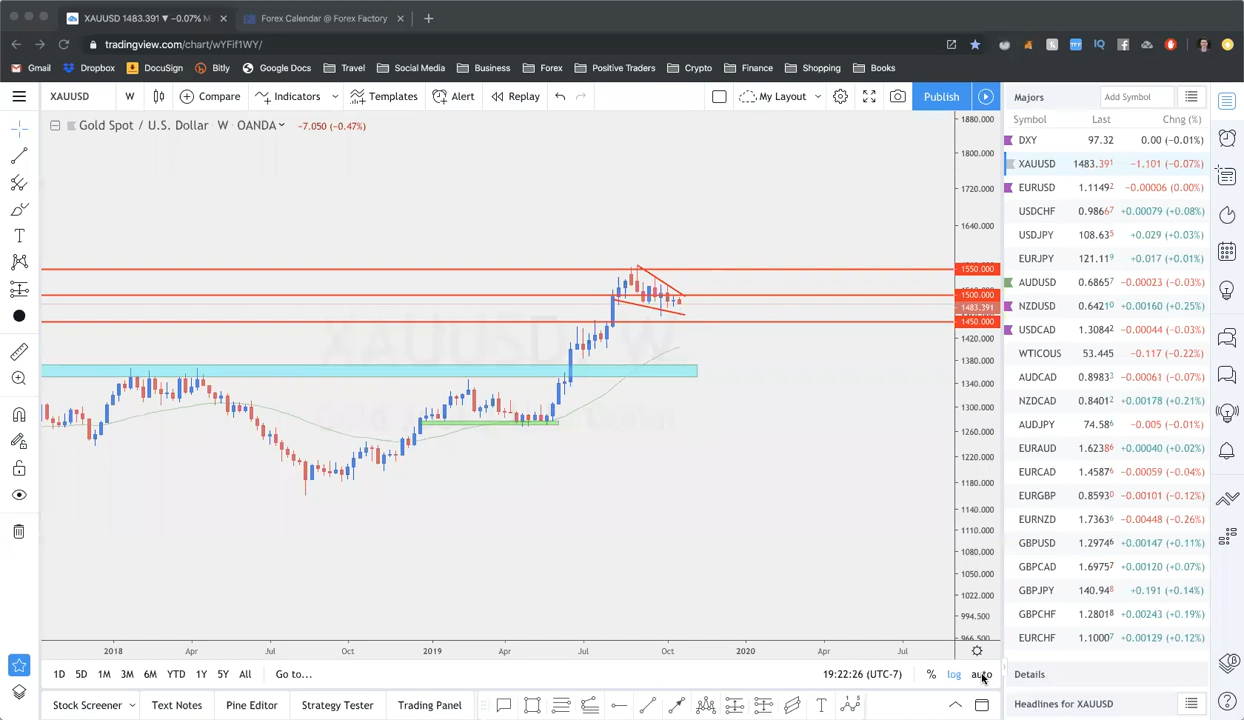 XAUUSD 1483.391 ▼ −0.07% M
Forex Calendar @ Forex Factory
tradingview.com/chart/wYFif1WY/
Gmail Dropbox DocuSign Bitly Google Docs Travel Social Media Business Forex Positive Traders Crypto Finance Shopping Books
XAUUSD W Compare Indicators Templates Alert Replay My Layout Publish
Gold Spot / U.S. Dollar W · OANDA −7.050 (−0.47%)
1880.000
1800.000
1720.000
1640.000
1550.000
1500.000
1483.391
1450.000
1420.000
1380.000
1340.000
1300.000
1260.000
1220.000
1180.000
1140.000
1110.000
1080.000
1050.000
1022.000
994.500
966.500
XAUUSD, W
2018 Apr Jul Oct 2019 Apr Jul Oct 2020 Apr Jul
1D 5D 1M 3M 6M YTD 1Y 5Y All Go to... 19:22:26 (UTC-7) % log auto
Stock Screener Text Notes Pine Editor Strategy Tester Trading Panel
Majors Add Symbol
Symbol Last Chng (%)
DXY 97.32 0.00 (−0.01%)
XAUUSD 1483.391 −1.101 (−0.07%)
EURUSD 1.11492 −0.00006 (0.00%)
USDCHF 0.98667 +0.00079 (+0.08%)
USDJPY 108.635 +0.029 (+0.03%)
EURJPY 121.119 +0.017 (+0.01%)
AUDUSD 0.68657 −0.00023 (−0.03%)
NZDUSD 0.64210 +0.00160 (+0.25%)
USDCAD 1.30842 −0.00044 (−0.03%)
WTICOUS 53.445 −0.117 (−0.22%)
AUDCAD 0.89833 −0.00061 (−0.07%)
NZDCAD 0.84012 +0.00178 (+0.21%)
AUDJPY 74.586 −0.005 (−0.01%)
EURAUD 1.62386 +0.00040 (+0.02%)
EURCAD 1.45876 −0.00059 (−0.04%)
EURGBP 0.85930 −0.00101 (−0.12%)
EURNZD 1.73636 −0.00448 (−0.26%)
GBPUSD 1.29746 +0.00147 (+0.11%)
GBPCAD 1.69757 +0.00120 (+0.07%)
GBPJPY 140.948 +0.191 (+0.14%)
GBPCHF 1.28018 +0.00243 (+0.19%)
EURCHF 1.10007 +0.00129 (+0.12%)
Details
Headlines for XAUUSD